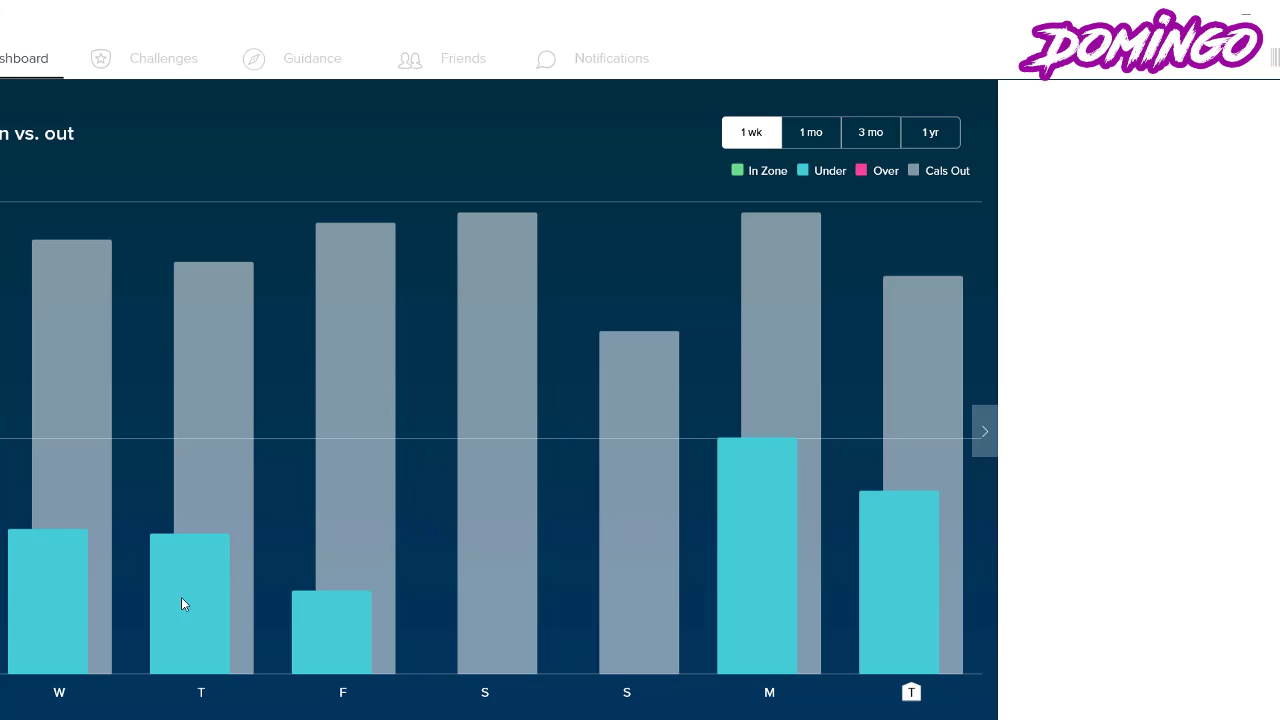 DOMINGO
shboard Challenges Guidance Friends Notifications
n vs. out
1 wk 1 mo 3 mo 1 yr
In Zone Under Over Cals Out
W T F S S M T